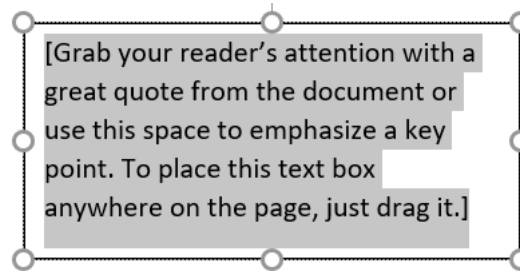 [Grab your reader’s attention with a
great quote from the document or
use this space to emphasize a key
point. To place this text box
anywhere on the page, just drag it.]